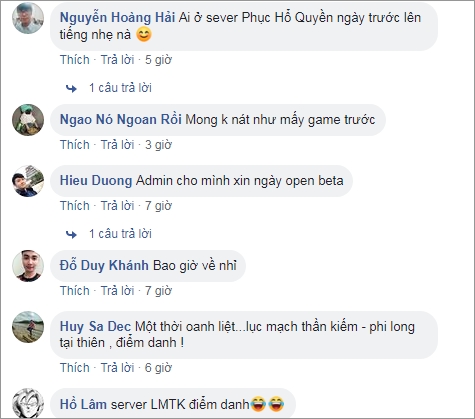 Nguyễn Hoàng Hải Ai ở sever Phục Hổ Quyền ngày trước lên
tiếng nhẹ nà 😊
Thích · Trả lời · 5 giờ
1 câu trả lời
Ngao Nó Ngoan Rồi Mong k nát như mấy game trước
Thích · Trả lời · 3 giờ
Hieu Duong Admin cho mình xin ngày open beta
Thích · Trả lời · 7 giờ
1 câu trả lời
Đỗ Duy Khánh Bao giờ về nhỉ
Thích · Trả lời · 7 giờ
Huy Sa Dec Một thời oanh liệt...lục mạch thần kiếm - phi long
tại thiên , điểm danh !
Thích · Trả lời · 6 giờ
Hồ Lâm server LMTK điểm danh😂😂